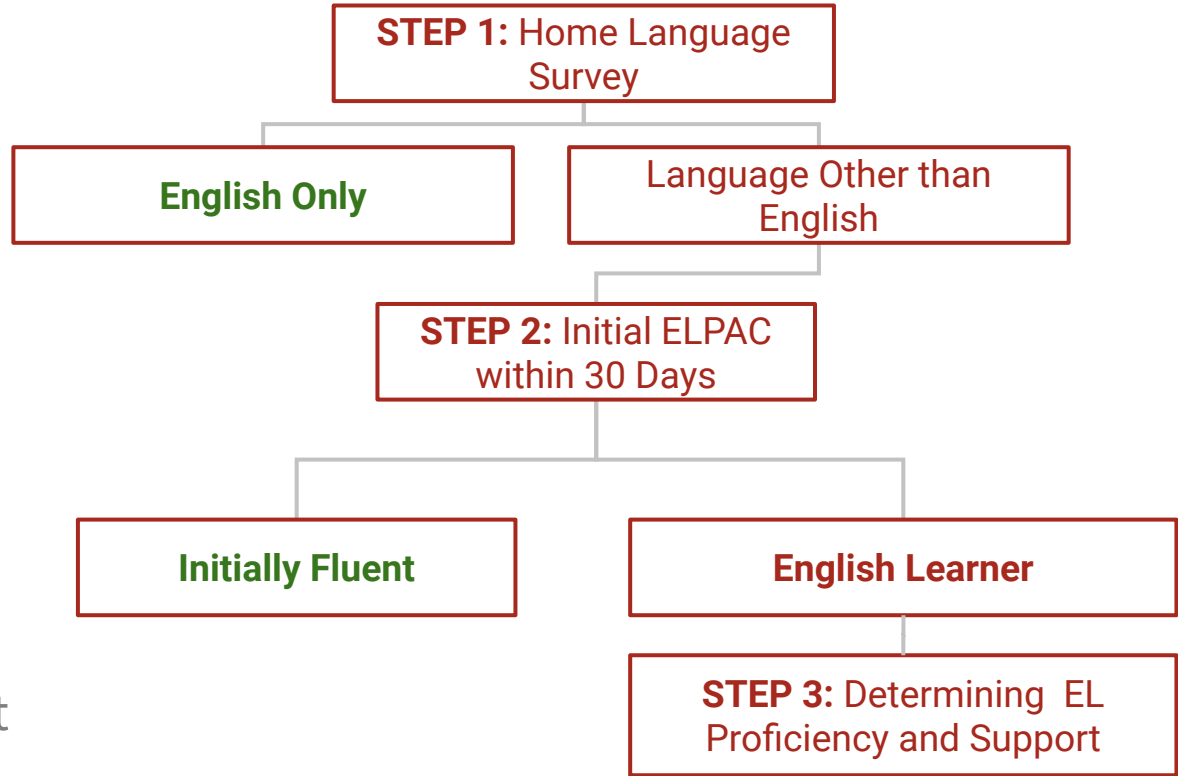 STEP 1: Home Language
Survey
English Only
Language Other than
English
STEP 2: Initial ELPAC
within 30 Days
Initially Fluent
English Learner
t
STEP 3: Determining EL
Proficiency and Support